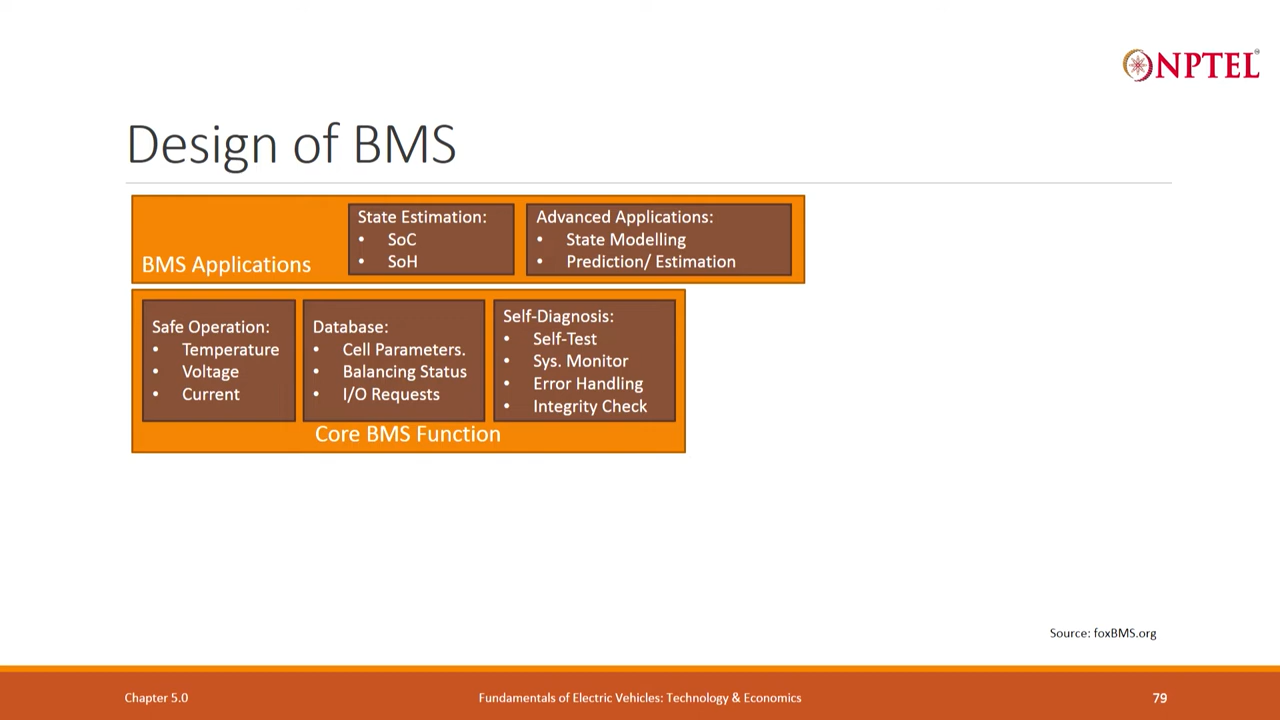 NPTEL
Design of BMS
BMS Applications
State Estimation:
• SoC
• SoH
Advanced Applications:
• State Modelling
• Prediction/ Estimation
Safe Operation:
• Temperature
• Voltage
• Current
Database:
• Cell Parameters.
• Balancing Status
• I/O Requests
Self-Diagnosis:
• Self-Test
• Sys. Monitor
• Error Handling
• Integrity Check
Core BMS Function
Source: foxBMS.org
Chapter 5.0
Fundamentals of Electric Vehicles: Technology & Economics
79